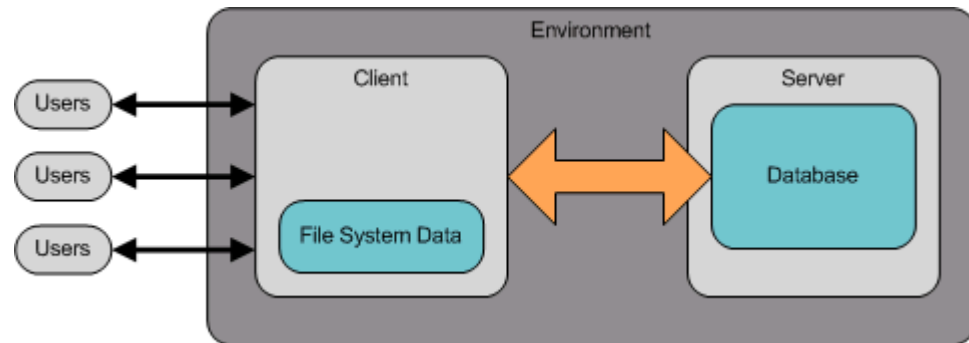 Environment
Client
Server
Users
Users
Users
Database
File System Data